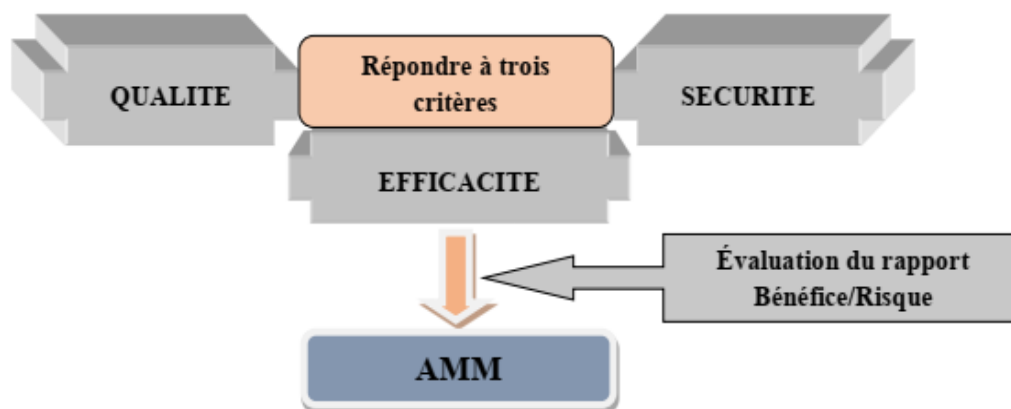 Répondre à trois
critères
QUALITE
SECURITE
EFFICACITE
Évaluation du rapport
Bénéfice/Risque
AMM